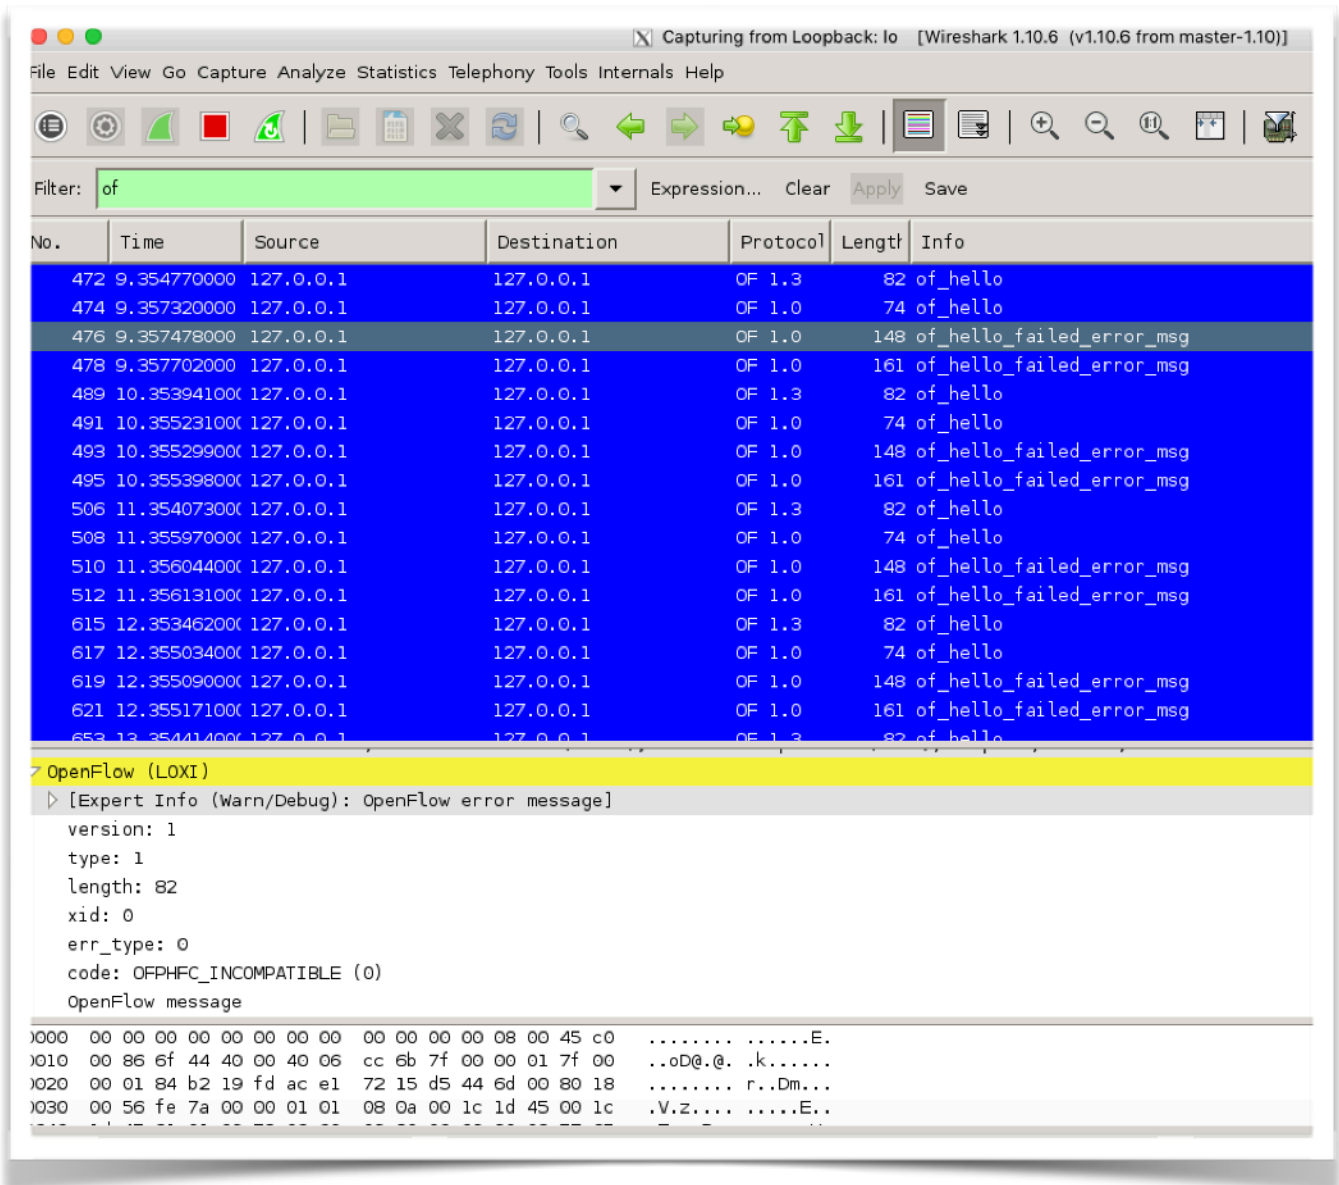 Capturing from Loopback: lo [Wireshark 1.10.6 (v1.10.6 from master-1.10)]
File Edit View Go Capture Analyze Statistics Telephony Tools Internals Help
Filter: of Expression... Clear Apply Save
No. Time Source Destination Protocol Length Info
472 9.354770000 127.0.0.1 127.0.0.1 OF 1.3 82 of_hello
474 9.357320000 127.0.0.1 127.0.0.1 OF 1.0 74 of_hello
476 9.357478000 127.0.0.1 127.0.0.1 OF 1.0 148 of_hello_failed_error_msg
478 9.357702000 127.0.0.1 127.0.0.1 OF 1.0 161 of_hello_failed_error_msg
489 10.35394100( 127.0.0.1 127.0.0.1 OF 1.3 82 of_hello
491 10.35523100( 127.0.0.1 127.0.0.1 OF 1.0 74 of_hello
493 10.35529900( 127.0.0.1 127.0.0.1 OF 1.0 148 of_hello_failed_error_msg
495 10.35539800( 127.0.0.1 127.0.0.1 OF 1.0 161 of_hello_failed_error_msg
506 11.35407300( 127.0.0.1 127.0.0.1 OF 1.3 82 of_hello
508 11.35597000( 127.0.0.1 127.0.0.1 OF 1.0 74 of_hello
510 11.35604400( 127.0.0.1 127.0.0.1 OF 1.0 148 of_hello_failed_error_msg
512 11.35613100( 127.0.0.1 127.0.0.1 OF 1.0 161 of_hello_failed_error_msg
615 12.35346200( 127.0.0.1 127.0.0.1 OF 1.3 82 of_hello
617 12.35503400( 127.0.0.1 127.0.0.1 OF 1.0 74 of_hello
619 12.35509000( 127.0.0.1 127.0.0.1 OF 1.0 148 of_hello_failed_error_msg
621 12.35517100( 127.0.0.1 127.0.0.1 OF 1.0 161 of_hello_failed_error_msg
653 13.35441400( 127.0.0.1 127.0.0.1 OF 1.3 82 of_hello
OpenFlow (LOXI)
[Expert Info (Warn/Debug): OpenFlow error message]
version: 1
type: 1
length: 82
xid: 0
err_type: 0
code: OFPHFC_INCOMPATIBLE (0)
OpenFlow message
0000 00 00 00 00 00 00 00 00 00 00 00 00 08 00 45 c0 ........ ......E.
0010 00 86 6f 44 40 00 40 06 cc 6b 7f 00 00 01 7f 00 ..oD@.@. .k......
0020 00 01 84 b2 19 fd ac e1 72 15 d5 44 6d 00 80 18 ........ r..Dm...
0030 00 56 fe 7a 00 00 01 01 08 0a 00 1c 1d 45 00 1c .V.z.... .....E..